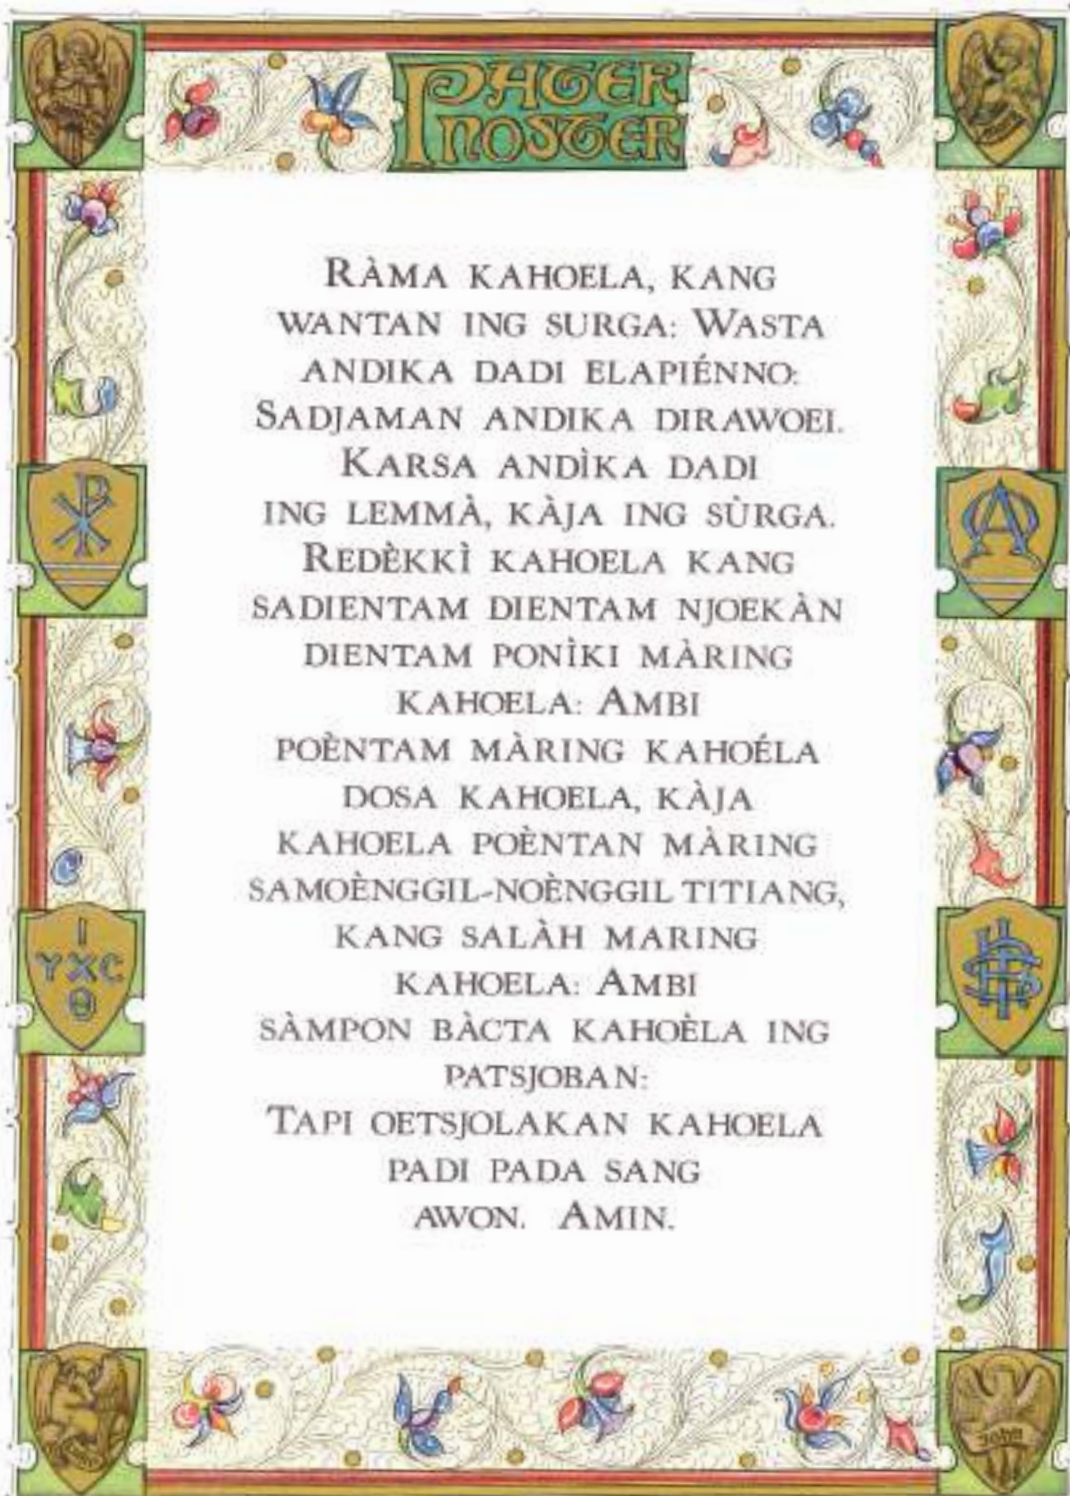 PATER
NOSTER
RÀMA KAHOELA, KANG
WANTAN ING SURGA: WASTA
ANDIKA DADI ELAPIÉNNO:
SADJAMAN ANDIKA DIRAWOEI.
KARSA ANDÌKA DADI
ING LEMMÀ, KÀJA ING SÙRGA.
REDÈKKÌ KAHOELA KANG
SADIENTAM DIENTAM NJOEKÀN
DIENTAM PONÌKI MÀRING
KAHOELA: AMBI
POÈNTAM MÀRING KAHOÉLA
DOSA KAHOELA, KÀJA
KAHOELA POÈNTAN MÀRING
SAMOÈNGGIL-NOÈNGGIL TITIANG,
KANG SALÀH MARING
KAHOELA: AMBI
SÀMPON BÀCTA KAHOÈLA ING
PATSJOBAN:
TAPI OETSJOLAKAN KAHOELA
PADI PADA SANG
AWON. AMIN.
I
YXC
Θ
IHS
John